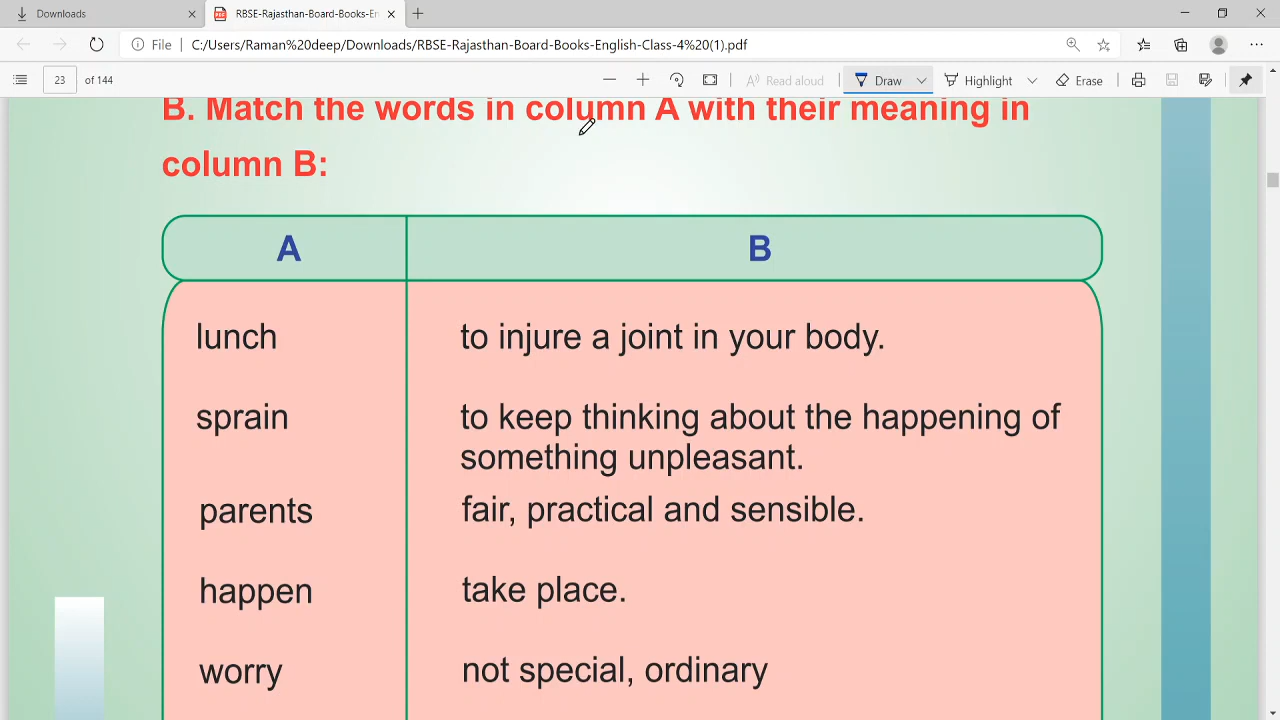 Downloads
RBSE-Rajasthan-Board-Books-En
File C:/Users/Raman%20deep/Downloads/RBSE-Rajasthan-Board-Books-English-Class-4%20(1).pdf
23 of 144 Read aloud Draw Highlight Erase
B. Match the words in column A with their meaning in
column B:
A B
lunch to injure a joint in your body.
sprain to keep thinking about the happening of
something unpleasant.
parents fair, practical and sensible.
happen take place.
worry not special, ordinary